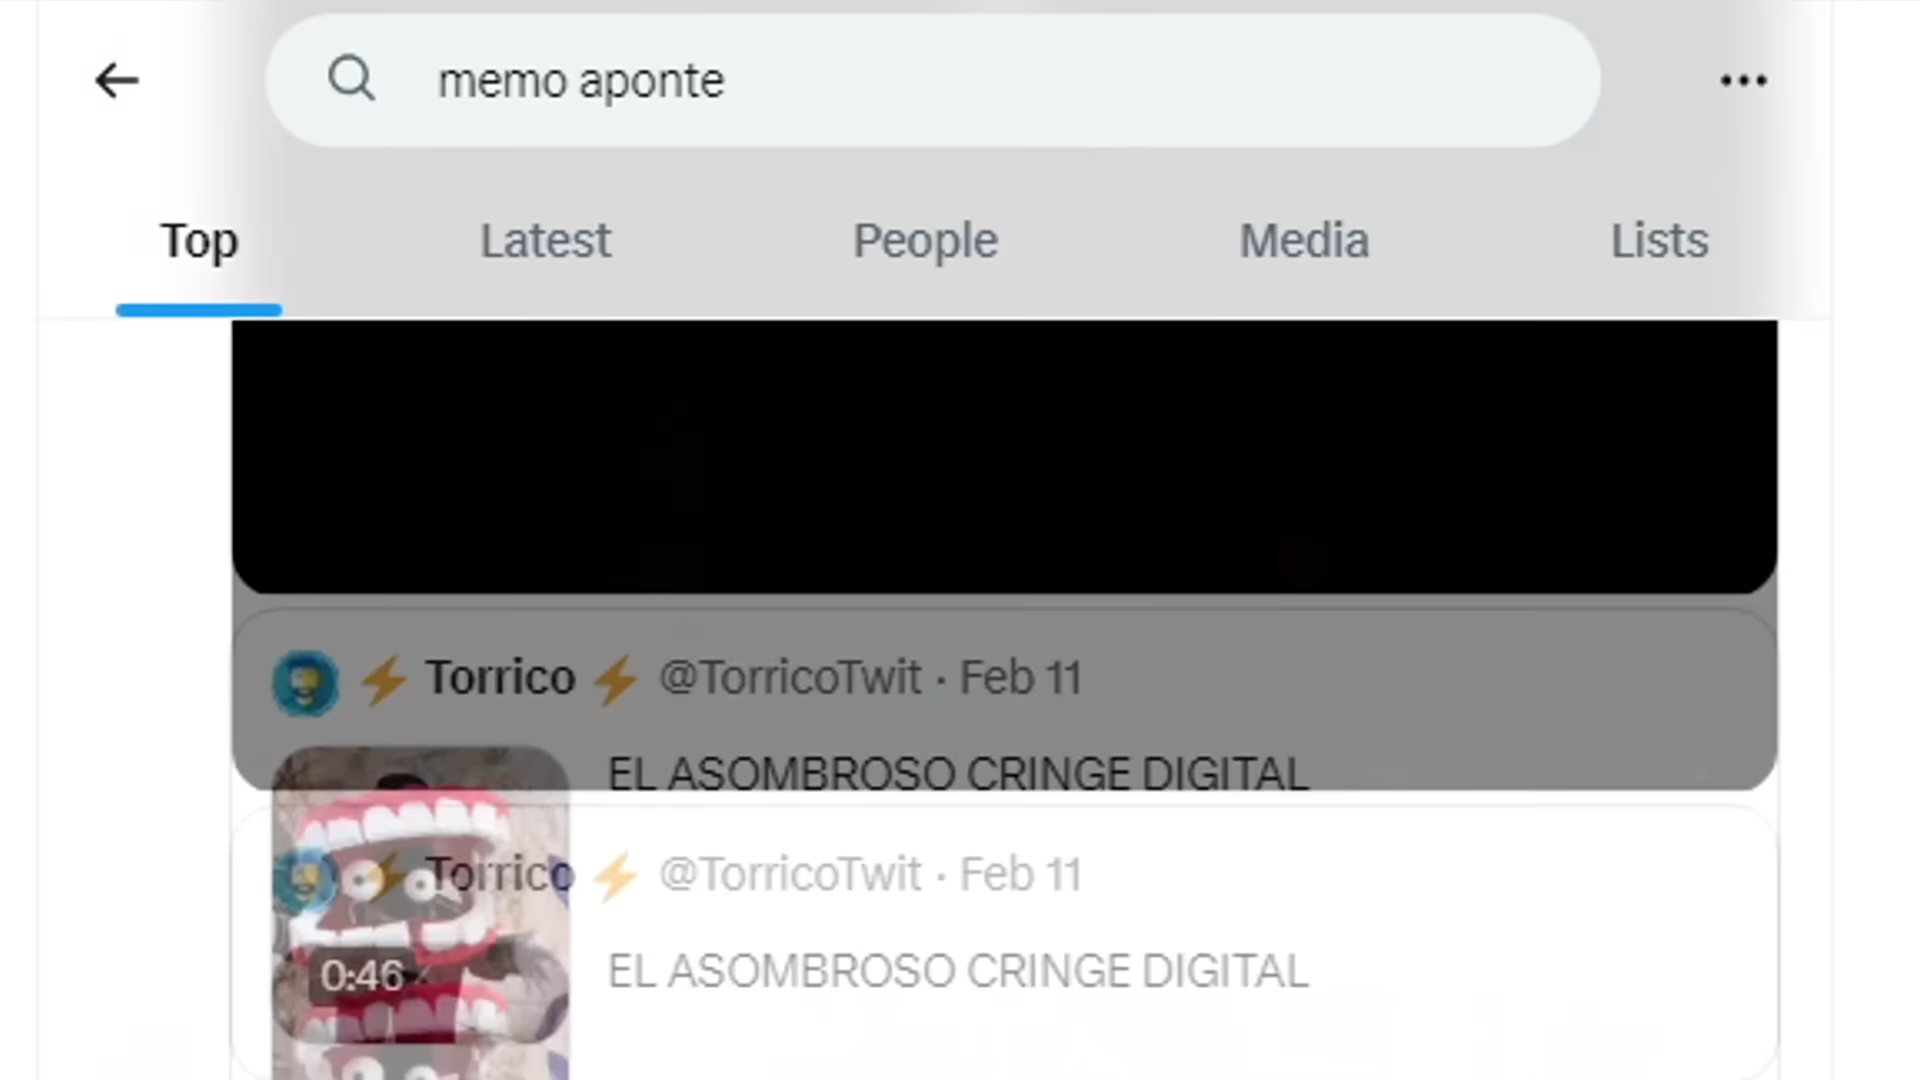 memo aponte
Top Latest People Media Lists
⚡ Torrico ⚡ @TorricoTwit · Feb 11
EL ASOMBROSO CRINGE DIGITAL
Torrico ⚡ @TorricoTwit · Feb 11
EL ASOMBROSO CRINGE DIGITAL
0:46